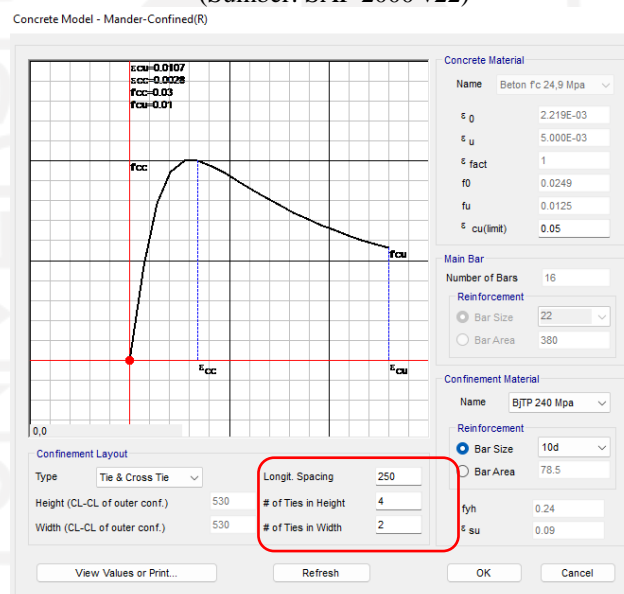 (Sumber: SAP 2000 v22)
Concrete Model - Mander-Confined(R)
εcu=0.0107
εcc=0.0028
f'cc=0.03
fcu=0.01
f'cc
fcu
εcc
εcu
0,0
Concrete Material
Name Beton f'c 24,9 Mpa
ε 0 2.219E-03
ε u 5.000E-03
ε fact 1
f0 0.0249
fu 0.0125
ε cu(limit) 0.05
Main Bar
Number of Bars 16
Reinforcement
Bar Size 22
Bar Area 380
Confinement Material
Name BjTP 240 Mpa
Reinforcement
Bar Size 10d
Bar Area 78.5
fyh 0.24
ε su 0.09
Confinement Layout
Type Tie & Cross Tie
Height (CL-CL of outer conf.) 530
Width (CL-CL of outer conf.) 530
Longit. Spacing 250
# of Ties in Height 4
# of Ties in Width 2
View Values or Print...
Refresh
OK
Cancel